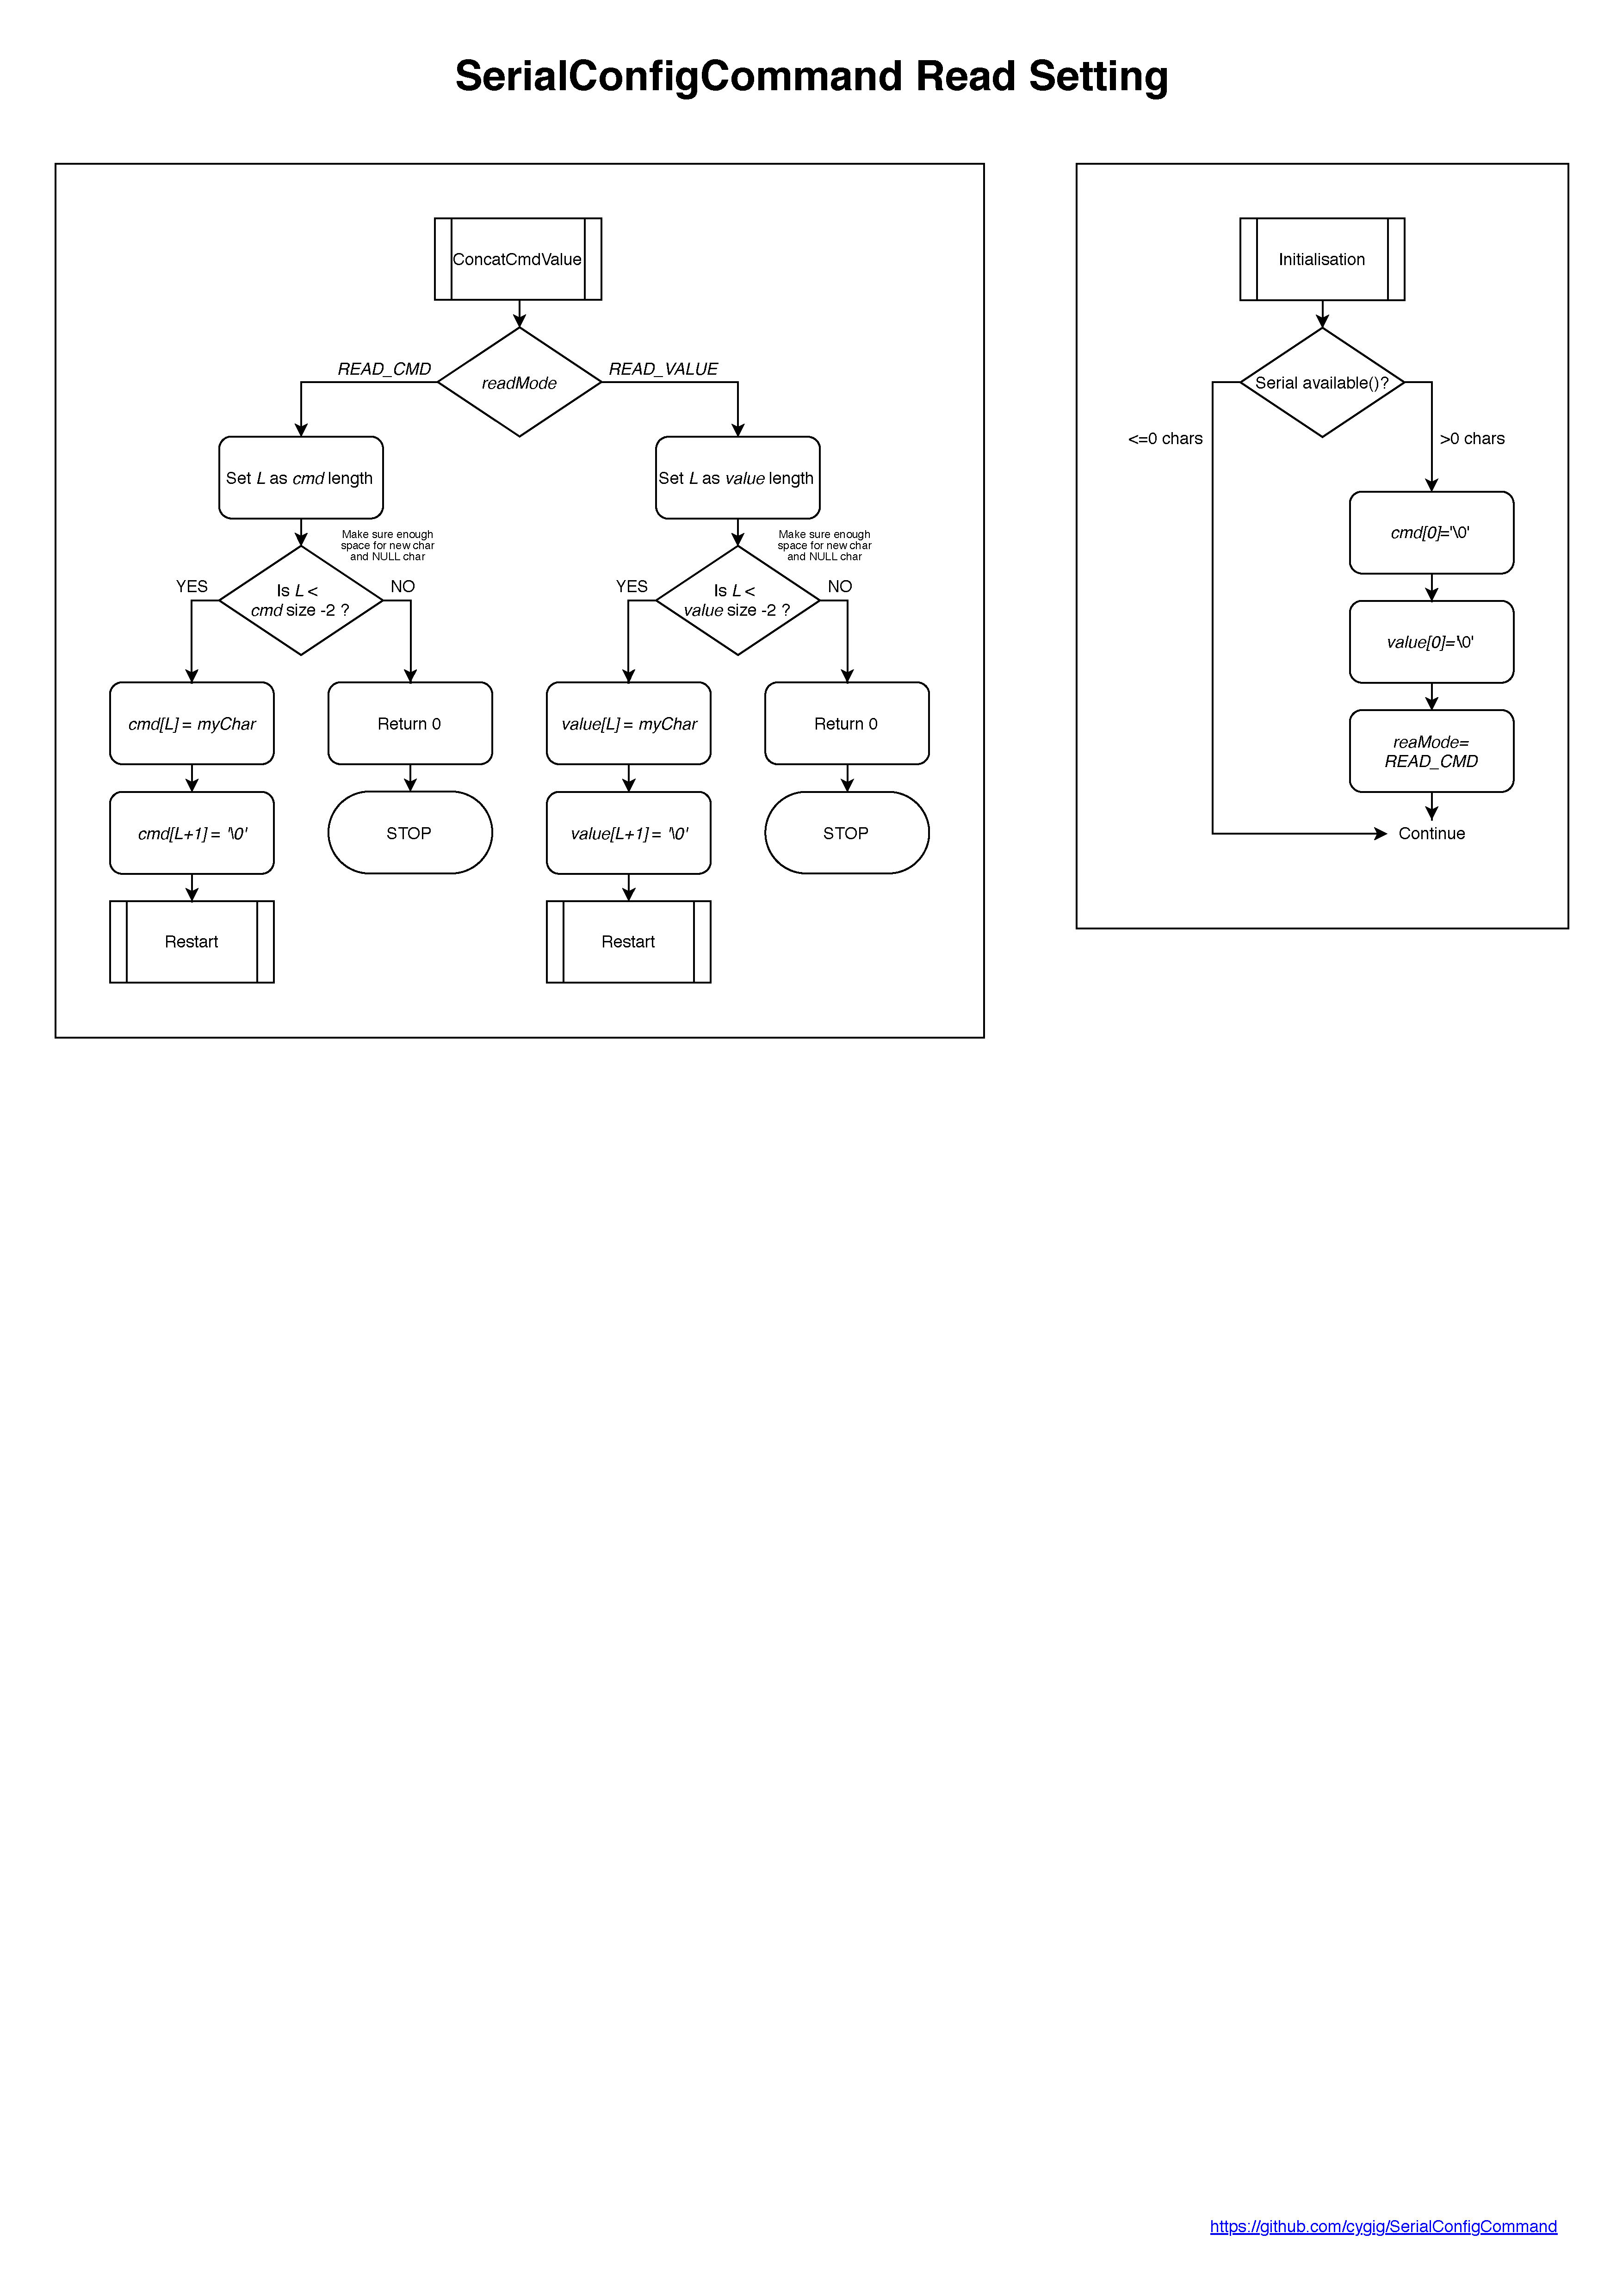 SerialConfigCommand Read Setting
ConcatCmdValue
READ_CMD
readMode
READ_VALUE
Set L as cmd length
Set L as value length
Make sure enough
space for new char
and NULL char
Make sure enough
space for new char
and NULL char
YES
Is L <
cmd size -2 ?
NO
YES
Is L <
value size -2 ?
NO
cmd[L] = myChar
Return 0
value[L] = myChar
Return 0
cmd[L+1] = '\0'
STOP
value[L+1] = '\0'
STOP
Restart
Restart
Initialisation
Serial available()?
<=0 chars
>0 chars
cmd[0]='\0'
value[0]='\0'
reaMode=
READ_CMD
Continue
https://github.com/cygig/SerialConfigCommand